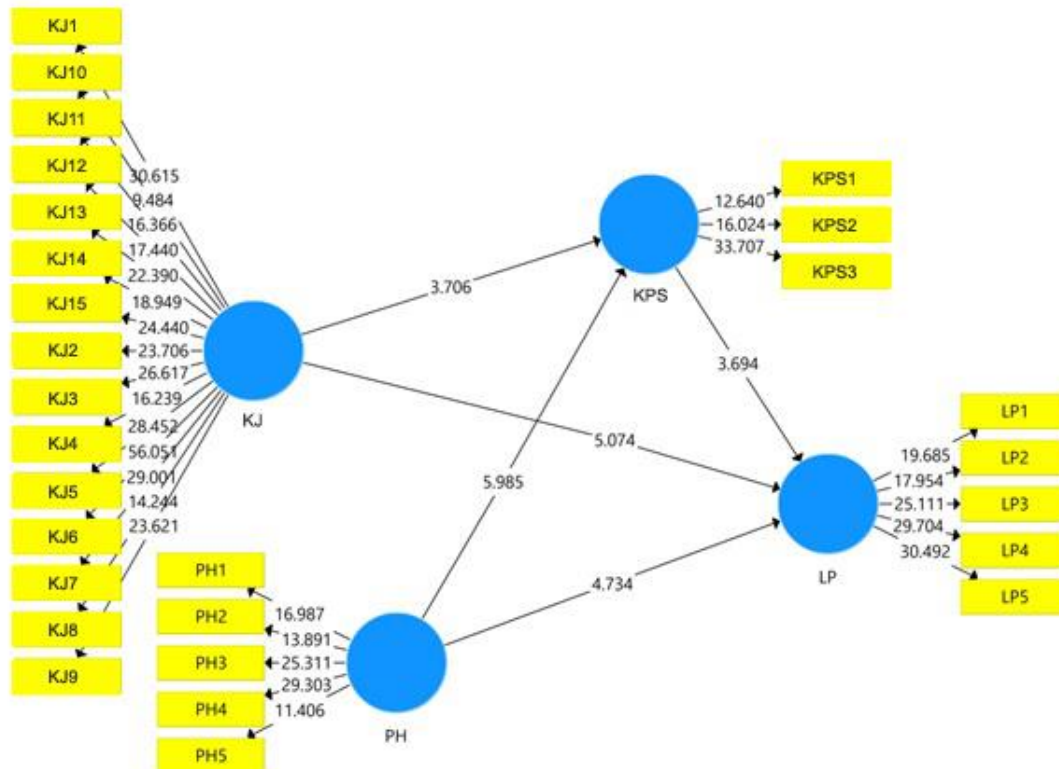 KJ1
KJ10
KJ11
KJ12
KJ13
KJ14
KJ15
KJ2
KJ3
KJ4
KJ5
KJ6
KJ7
KJ8
KJ9
30.615
9.484
16.366
17.440
22.390
18.949
24.440
23.706
26.617
16.239
28.452
56.051
29.001
14.244
23.621
KJ
3.706
5.074
5.985
4.734
3.694
KPS
12.640
16.024
33.707
KPS1
KPS2
KPS3
LP
19.685
17.954
25.111
29.704
30.492
LP1
LP2
LP3
LP4
LP5
PH1
PH2
PH3
PH4
PH5
16.987
13.891
25.311
29.303
11.406
PH